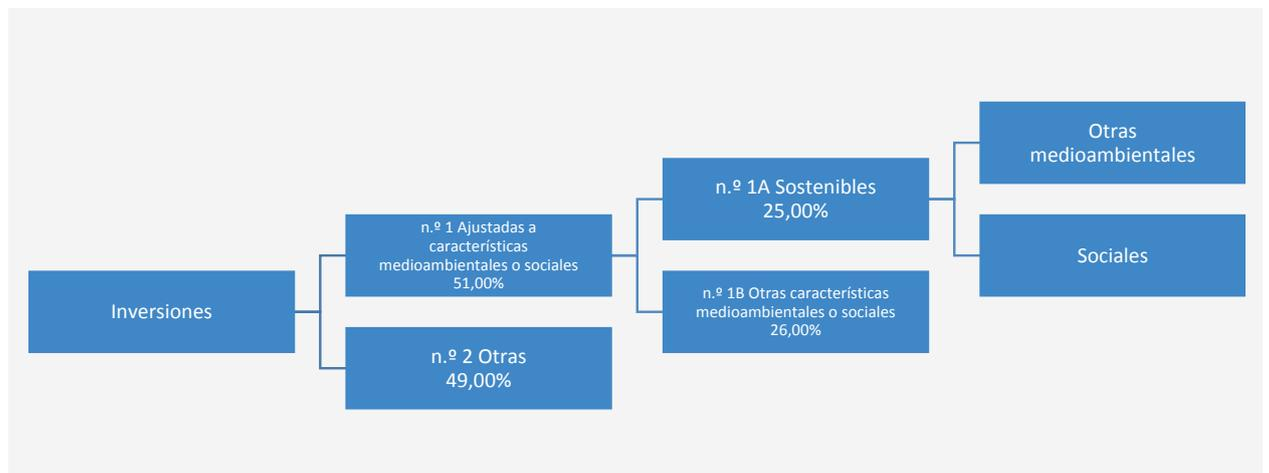 Inversiones
n.º 1 Ajustadas a
características
medioambientales o sociales
51,00%
n.º 2 Otras
49,00%
n.º 1A Sostenibles
25,00%
n.º 1B Otras características
medioambientales o sociales
26,00%
Otras
medioambientales
Sociales